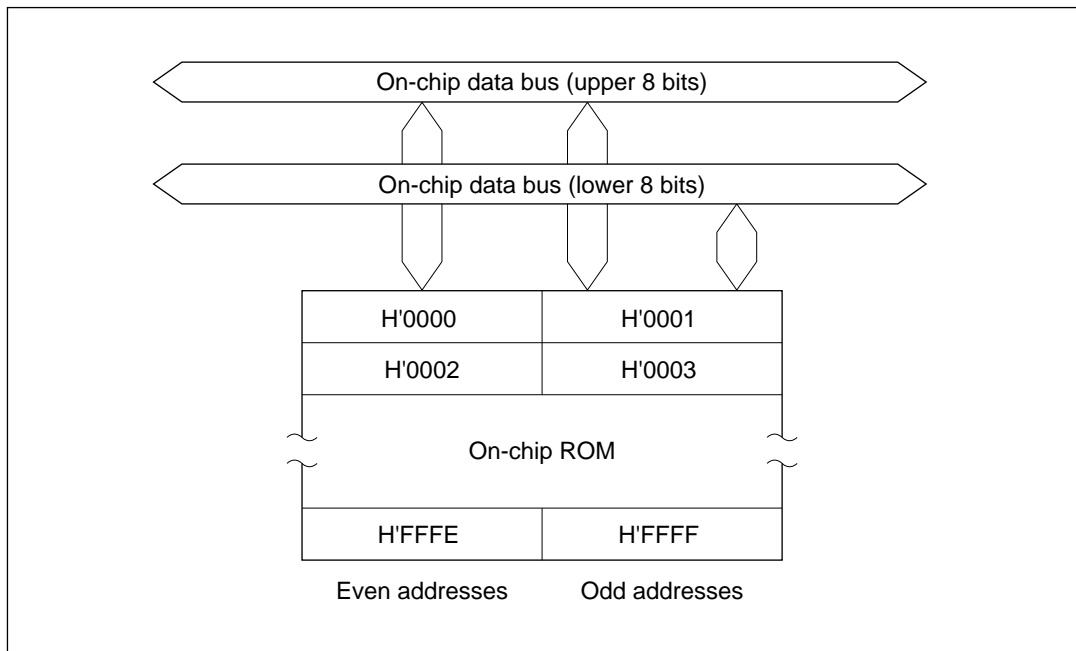 On-chip data bus (upper 8 bits)
On-chip data bus (lower 8 bits)
H'0000 H'0001
H'0002 H'0003
On-chip ROM
H'FFFE H'FFFF
Even addresses Odd addresses